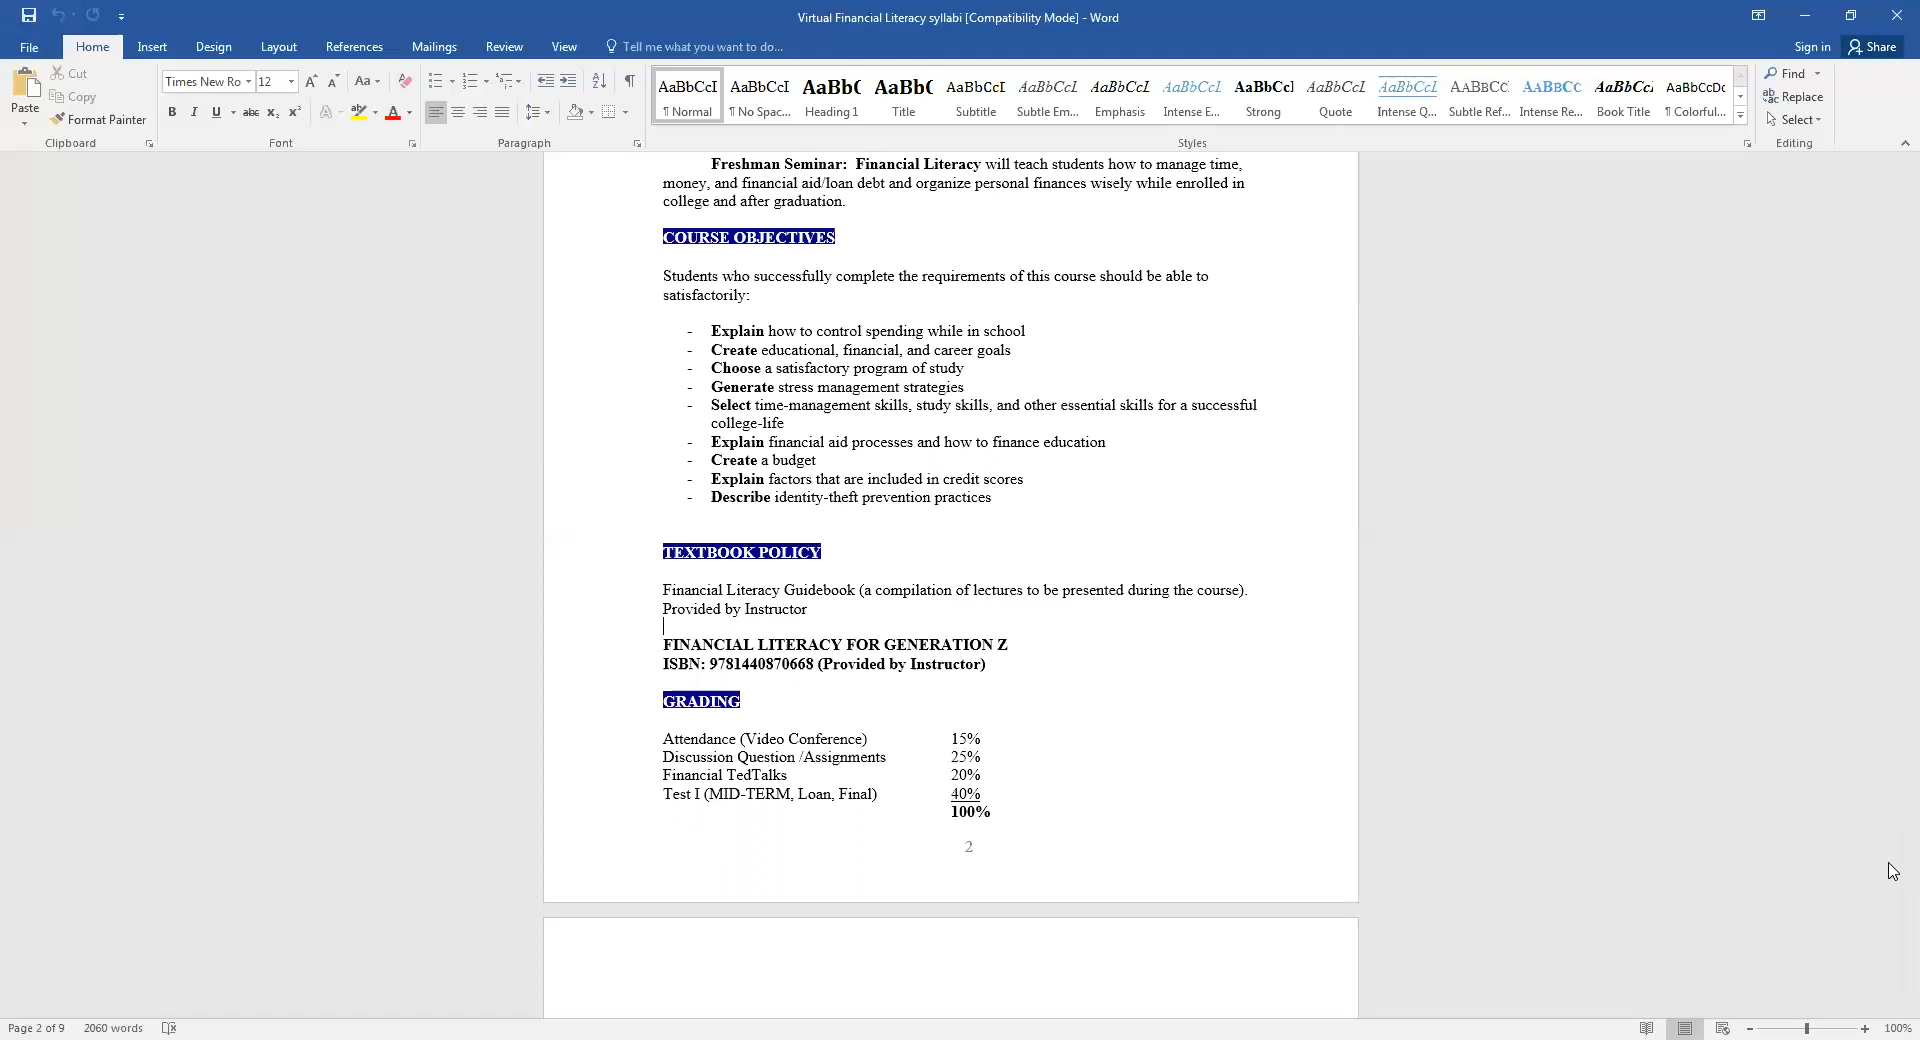 Virtual Financial Literacy syllabi [Compatibility Mode] - Word
File Home Insert Design Layout References Mailings Review View Tell me what you want to do... Sign in Share
Paste
Cut
Copy
Format Painter
Clipboard
Times New Ro 12
Font
Paragraph
AaBbCcI AaBbCcI AaBbC AaBbC AaBbCcI AaBbCcL AaBbCcL AaBbCcL AaBbCcI AaBbCcL AaBbCcL AABBCC AABBCC AaBbCcI AaBbCcDc
¶ Normal ¶ No Spac... Heading 1 Title Subtitle Subtle Em... Emphasis Intense E... Strong Quote Intense Q... Subtle Ref... Intense Re... Book Title ¶ Colorful...
Styles
Find
Replace
Select
Editing
Freshman Seminar: Financial Literacy will teach students how to manage time,
money, and financial aid/loan debt and organize personal finances wisely while enrolled in
college and after graduation.
COURSE OBJECTIVES
Students who successfully complete the requirements of this course should be able to
satisfactorily:
- Explain how to control spending while in school
- Create educational, financial, and career goals
- Choose a satisfactory program of study
- Generate stress management strategies
- Select time-management skills, study skills, and other essential skills for a successful
college-life
- Explain financial aid processes and how to finance education
- Create a budget
- Explain factors that are included in credit scores
- Describe identity-theft prevention practices
TEXTBOOK POLICY
Financial Literacy Guidebook (a compilation of lectures to be presented during the course).
Provided by Instructor
FINANCIAL LITERACY FOR GENERATION Z
ISBN: 9781440870668 (Provided by Instructor)
GRADING
Attendance (Video Conference) 15%
Discussion Question /Assignments 25%
Financial TedTalks 20%
Test I (MID-TERM, Loan, Final) 40%
100%
2
Page 2 of 9 2060 words 100%